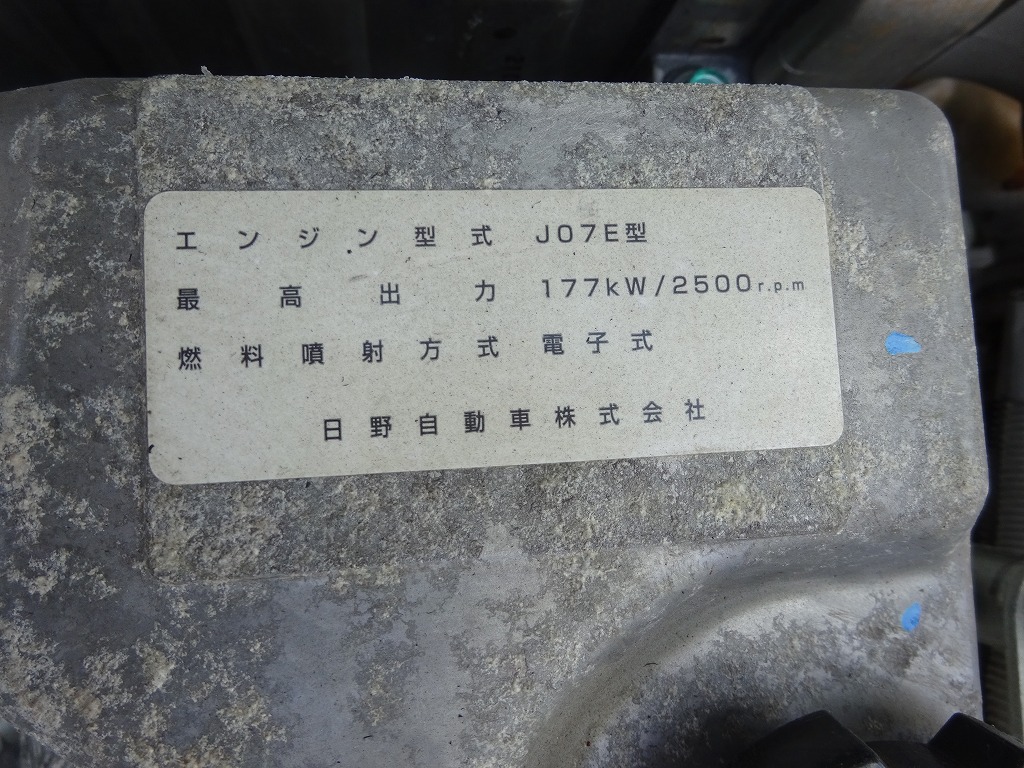 エンジン型式 J07E型
最高出力 177kW/2500r.p.m
燃料噴射方式 電子式
日野自動車株式会社